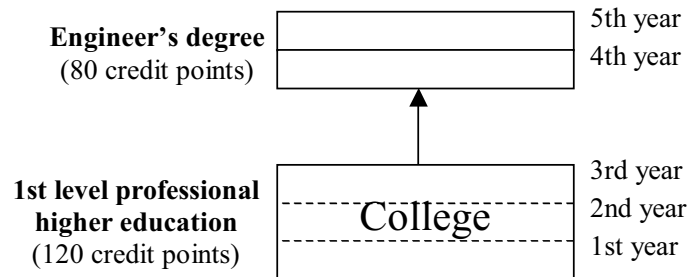 Engineer’s degree
(80 credit points)
5th year
4th year
1st level professional
higher education
(120 credit points)
College
3rd year
2nd year
1st year